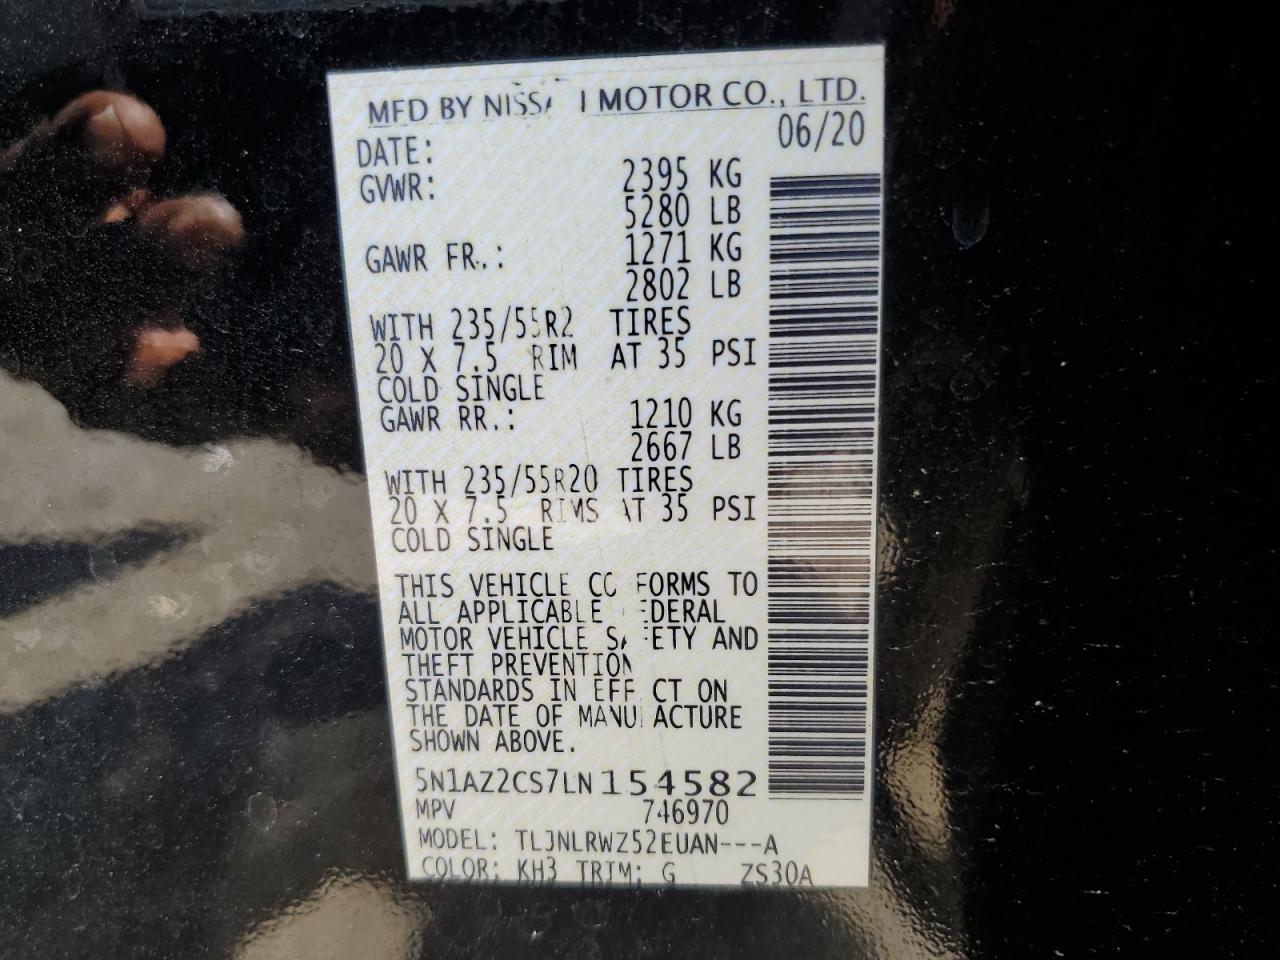 MFD BY NISSA MOTOR CO., LTD.
DATE: 06/20
GVWR: 2395 KG
5280 LB
GAWR FR.: 1271 KG
2802 LB
WITH 235/55R2 TIRES
20 X 7.5 RIM AT 35 PSI
COLD SINGLE
GAWR RR.: 1210 KG
2667 LB
WITH 235/55R20 TIRES
20 X 7.5 RIMS AT 35 PSI
COLD SINGLE
THIS VEHICLE CO FORMS TO
ALL APPLICABLE EDERAL
MOTOR VEHICLE SAFETY AND
THEFT PREVENTION
STANDARDS IN EFF CT ON
THE DATE OF MANU ACTURE
SHOWN ABOVE.
5N1AZ2CS7LN154582
MPV 746970
MODEL: TLJNLRWZ52EUAN---A
COLOR: KH3 TRIM: G ZS30A